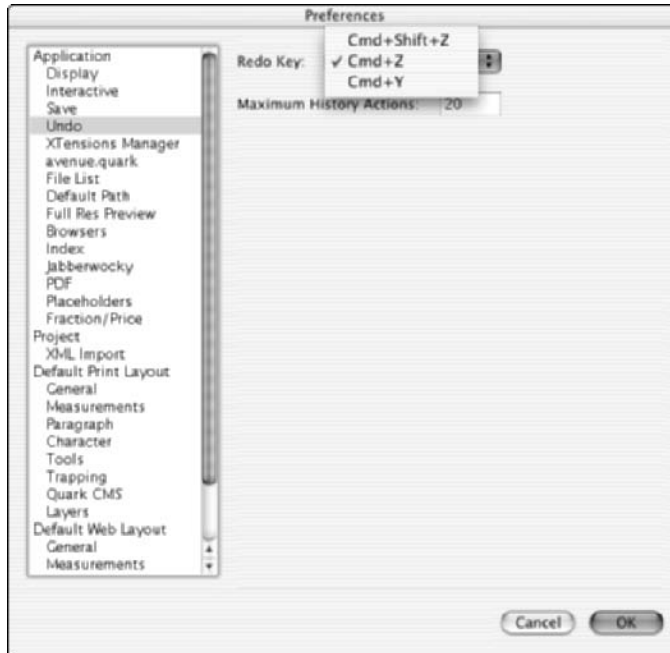 Preferences
Application
Display
Interactive
Save
Undo
XTensions Manager
avenue.quark
File List
Default Path
Full Res Preview
Browsers
Index
Jabberwocky
PDF
Placeholders
Fraction/Price
Project
XML Import
Default Print Layout
General
Measurements
Paragraph
Character
Tools
Trapping
Quark CMS
Layers
Default Web Layout
General
Measurements
Redo Key:
Cmd+Shift+Z
✓ Cmd+Z
Cmd+Y
Maximum History Actions: 20
Cancel OK